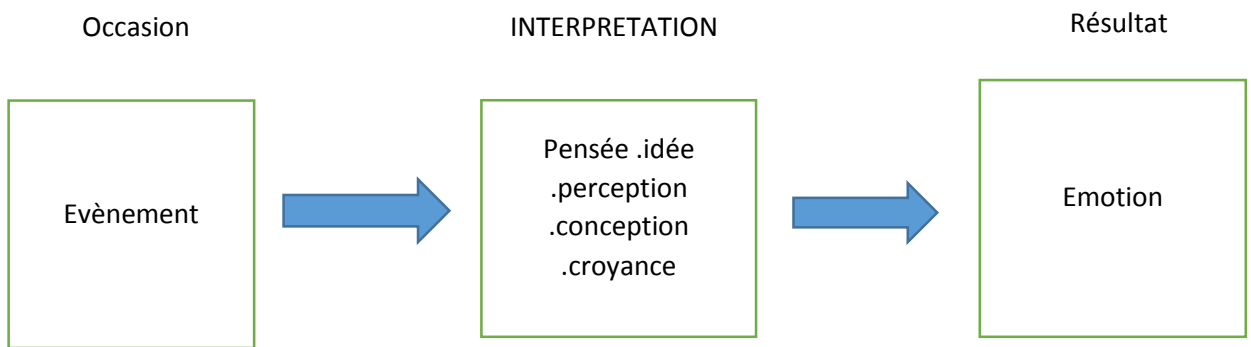 Occasion
INTERPRETATION
Résultat
Evènement
Pensée .idée
.perception
.conception
.croyance
Emotion